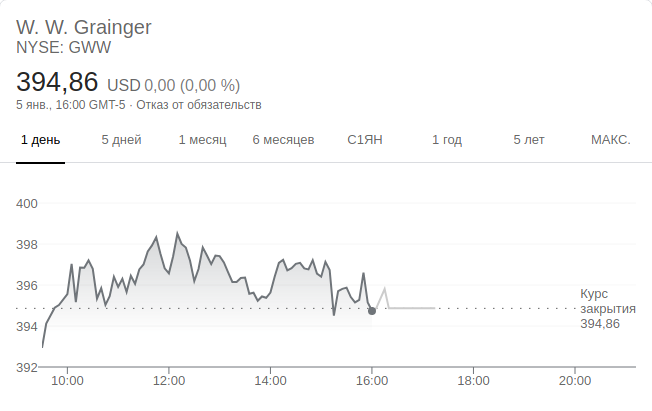 W. W. Grainger
NYSE: GWW
394,86 USD 0,00 (0,00 %)
5 янв., 16:00 GMT-5 · Отказ от обязательств
1 день 5 дней 1 месяц 6 месяцев С1ЯН 1 год 5 лет МАКС.
400
398
396
394
392
Курс
закрытия
394,86
10:00 12:00 14:00 16:00 18:00 20:00